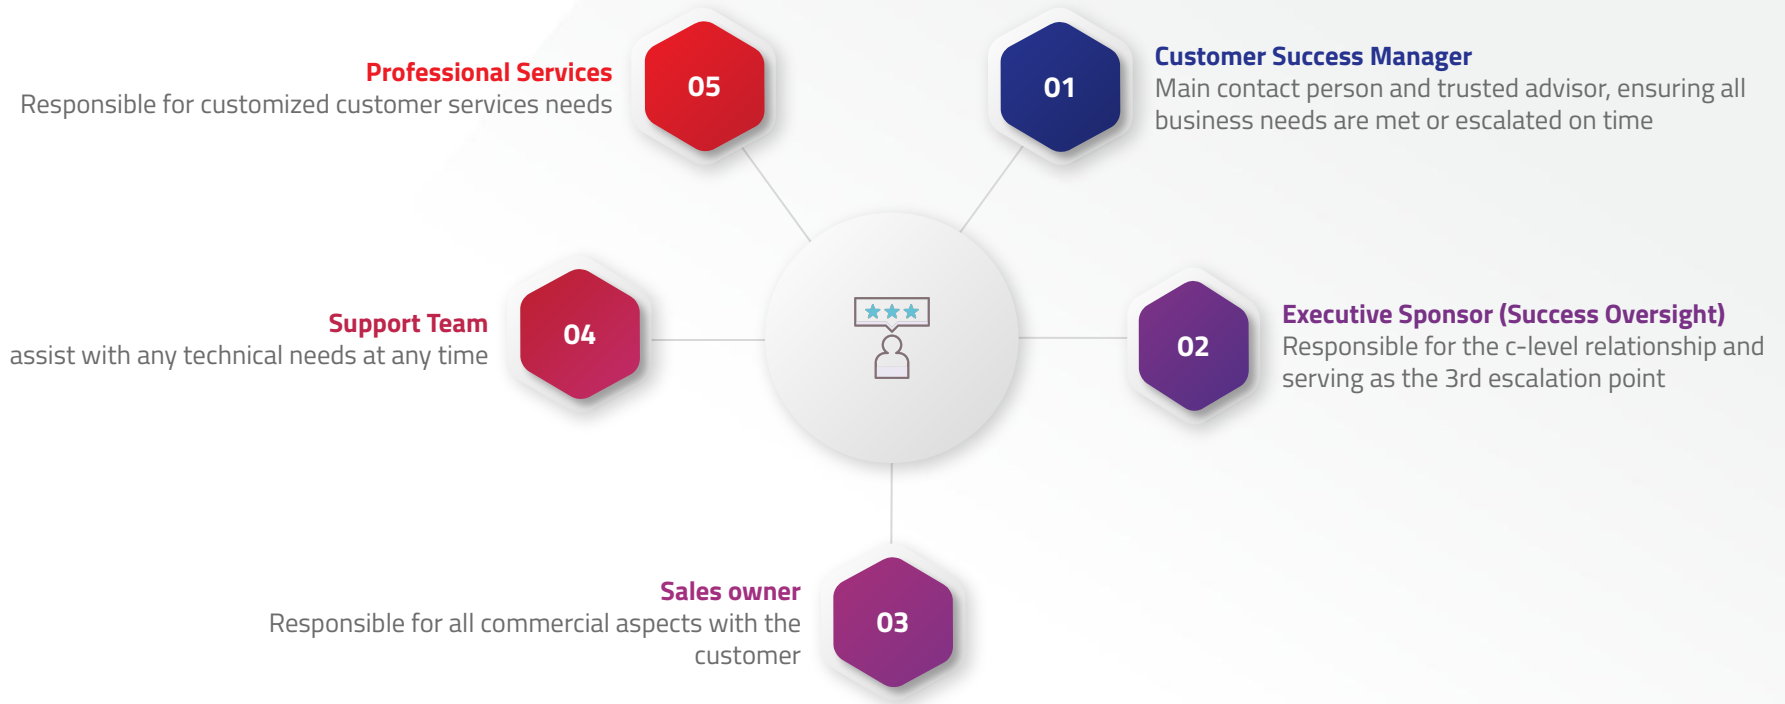 01
Customer Success Manager
Main contact person and trusted advisor, ensuring all
business needs are met or escalated on time
02
Executive Sponsor (Success Oversight)
Responsible for the c-level relationship and
serving as the 3rd escalation point
03
Sales owner
Responsible for all commercial aspects with the
customer
04
Support Team
assist with any technical needs at any time
05
Professional Services
Responsible for customized customer services needs